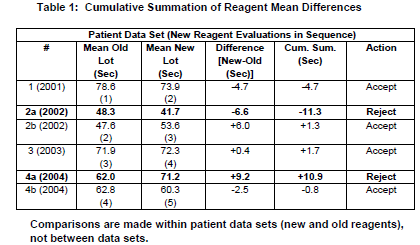 Table 1: Cumulative Summation of Reagent Mean Differences
Patient Data Set (New Reagent Evaluations in Sequence)
# Mean Old Lot (Sec) Mean New Lot (Sec) Difference [New-Old (Sec)] Cum. Sum. (Sec) Action
1 (2001) 78.6 (1) 73.9 (2) -4.7 -4.7 Accept
2a (2002) 48.3 41.7 -6.6 -11.3 Reject
2b (2002) 47.6 (2) 53.6 (3) +6.0 +1.3 Accept
3 (2003) 71.9 (3) 72.3 (4) +0.4 +1.7 Accept
4a (2004) 62.0 71.2 +9.2 +10.9 Reject
4b (2004) 62.8 (4) 60.3 (5) -2.5 -0.8 Accept
Comparisons are made within patient data sets (new and old reagents),
not between data sets.